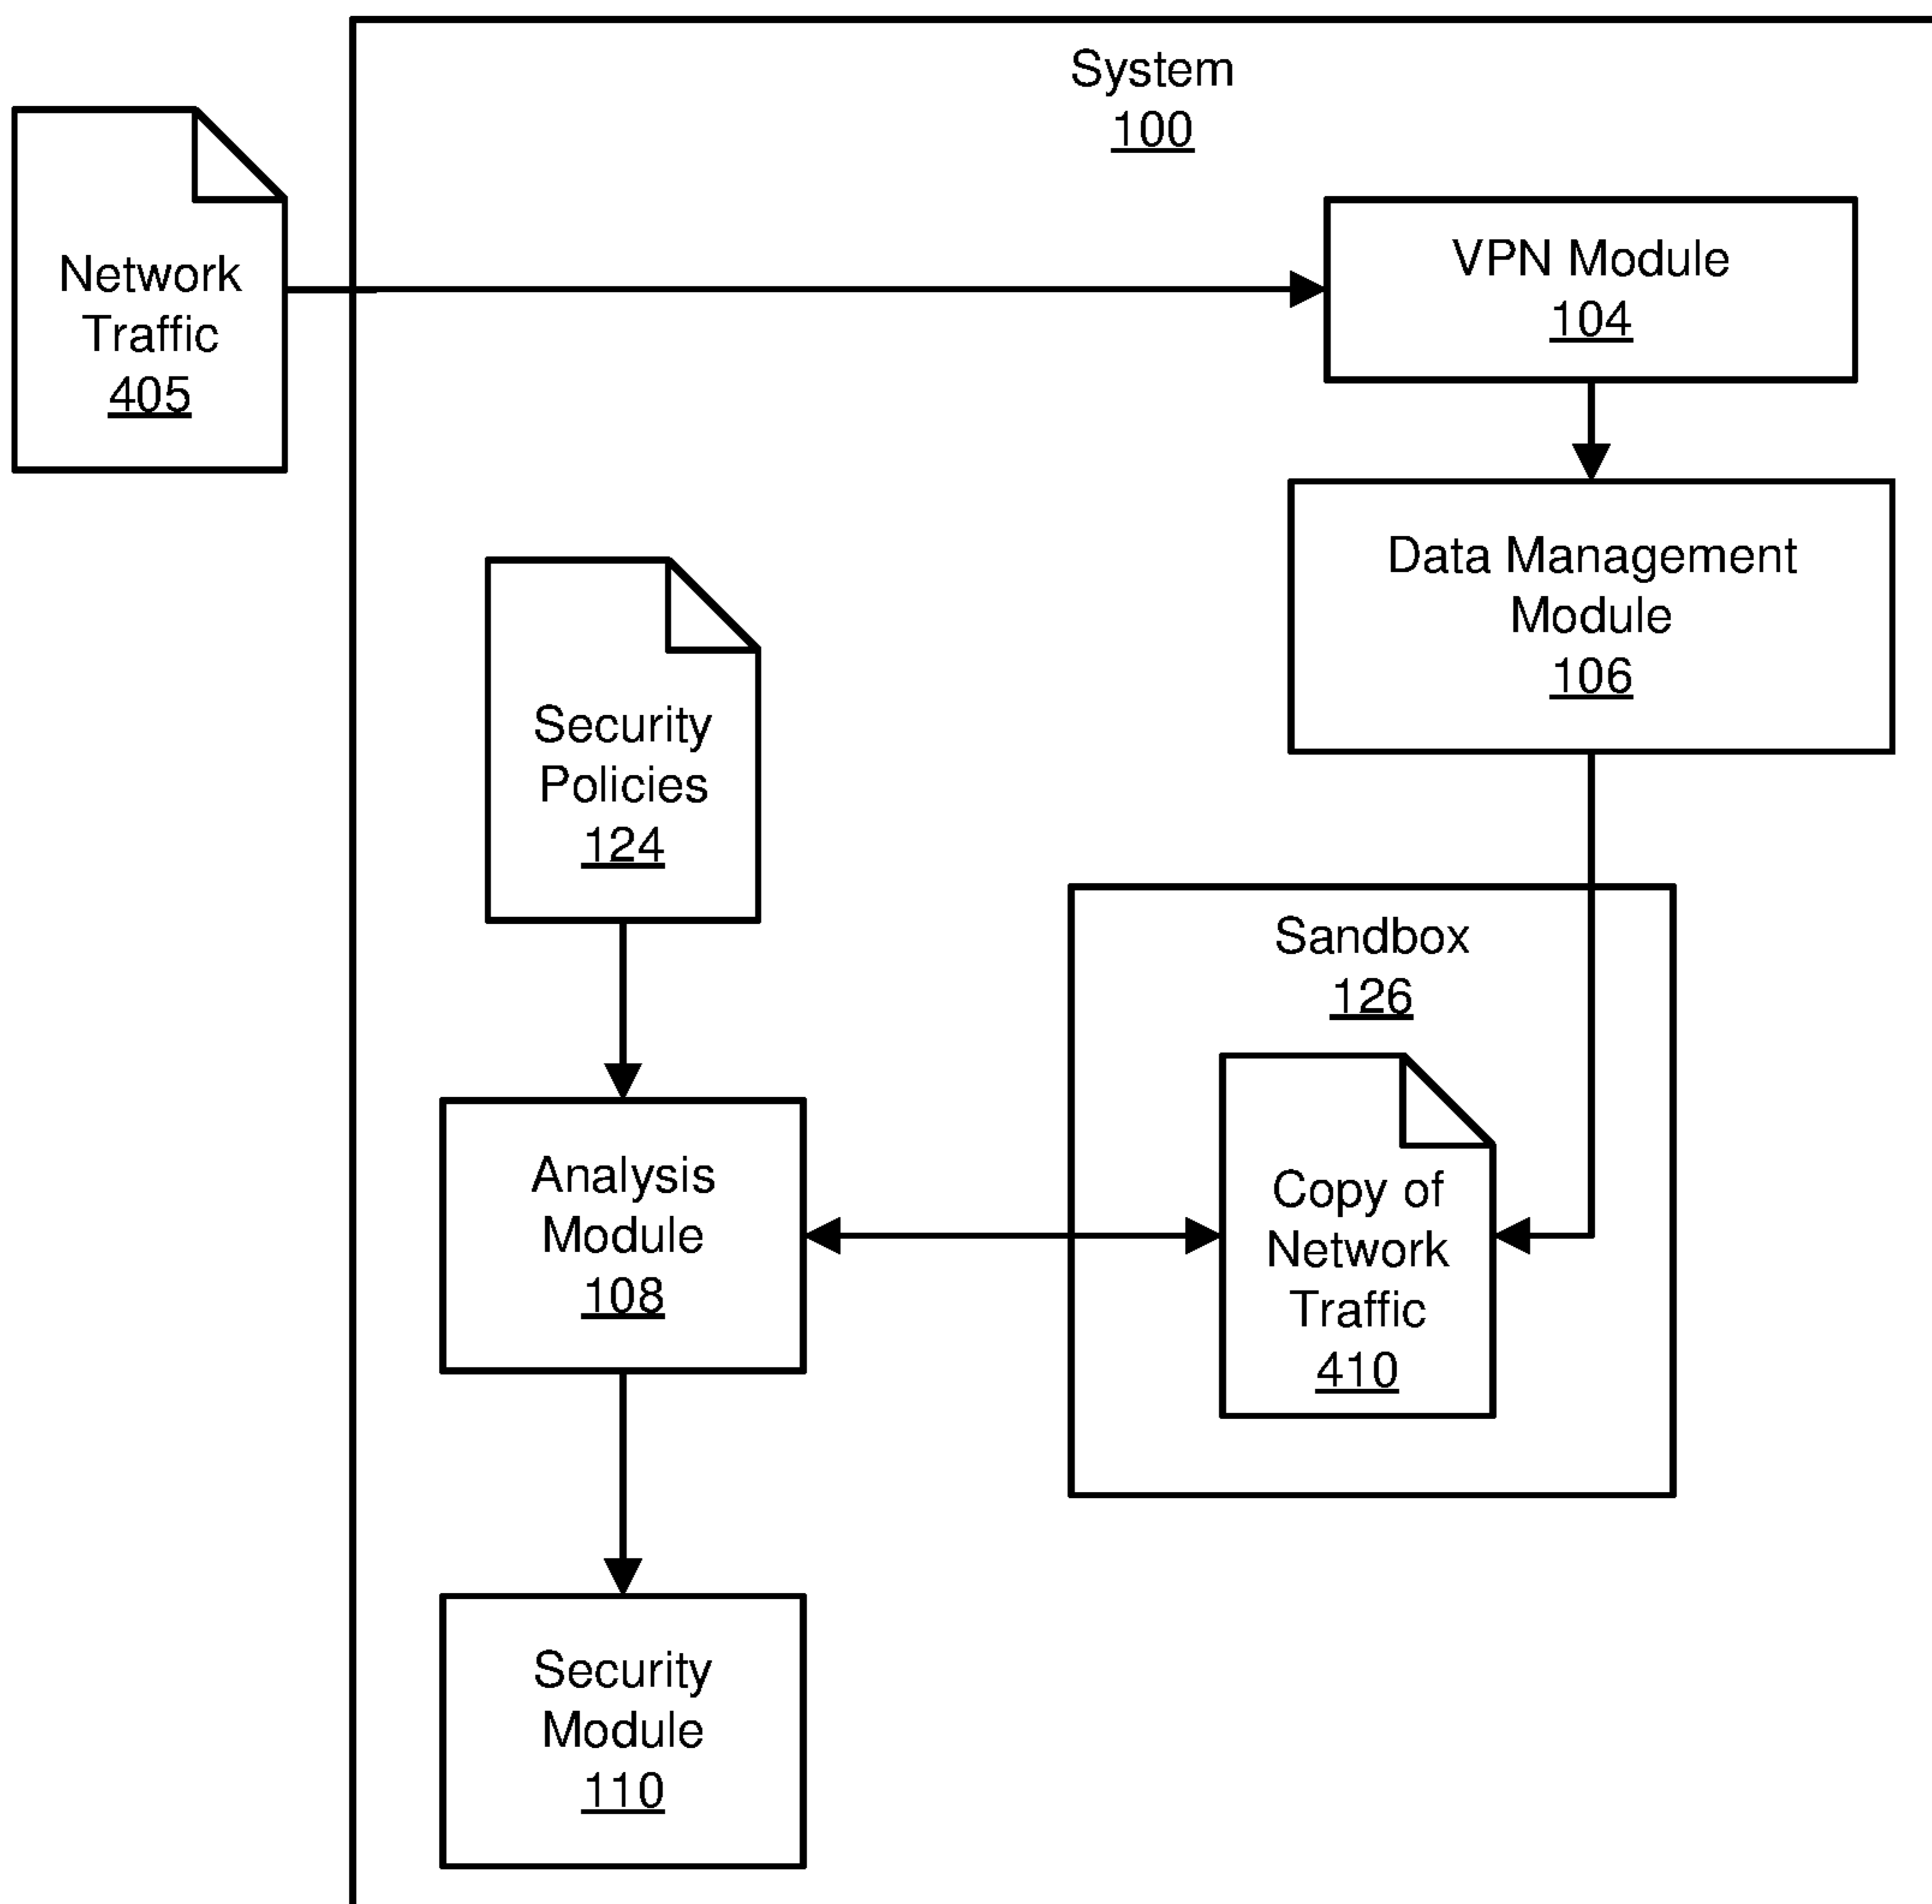 System
100
Network
Traffic
405
VPN Module
104
Data Management
Module
106
Security
Policies
124
Sandbox
126
Analysis
Module
108
Copy of
Network
Traffic
410
Security
Module
110